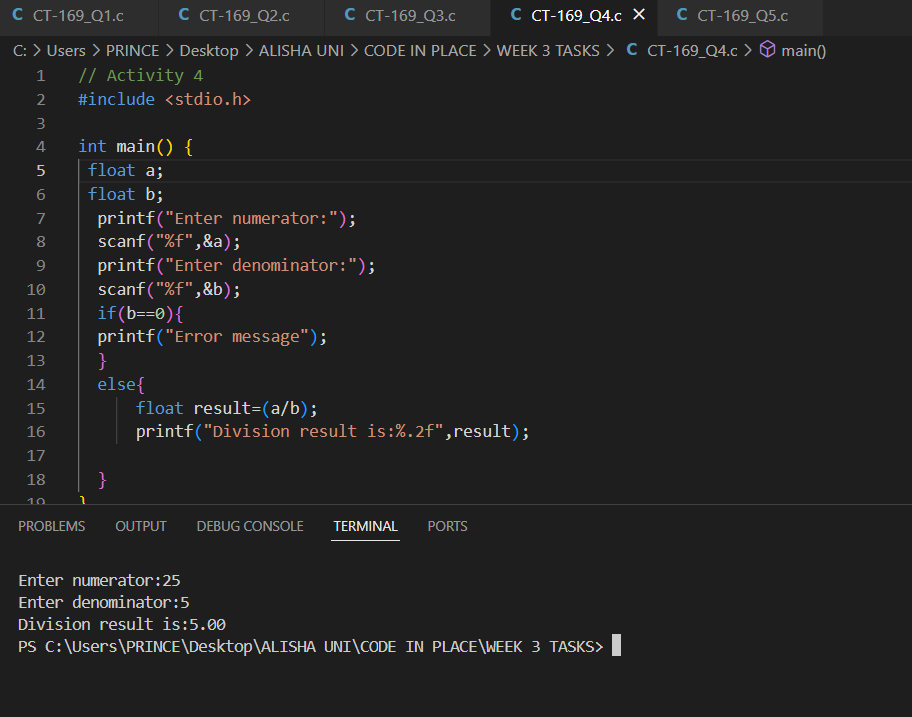 C CT-169_Q1.c C CT-169_Q2.c C CT-169_Q3.c C CT-169_Q4.c × C CT-169_Q5.c
C: > Users > PRINCE > Desktop > ALISHA UNI > CODE IN PLACE > WEEK 3 TASKS > C CT-169_Q4.c > main()
1 // Activity 4
2 #include <stdio.h>
3
4 int main() {
5 float a;
6 float b;
7 printf("Enter numerator:");
8 scanf("%f",&a);
9 printf("Enter denominator:");
10 scanf("%f",&b);
11 if(b==0){
12 printf("Error message");
13 }
14 else{
15 float result=(a/b);
16 printf("Division result is:%.2f",result);
17
18 }
19 }
PROBLEMS OUTPUT DEBUG CONSOLE TERMINAL PORTS
Enter numerator:25
Enter denominator:5
Division result is:5.00
PS C:\Users\PRINCE\Desktop\ALISHA UNI\CODE IN PLACE\WEEK 3 TASKS>